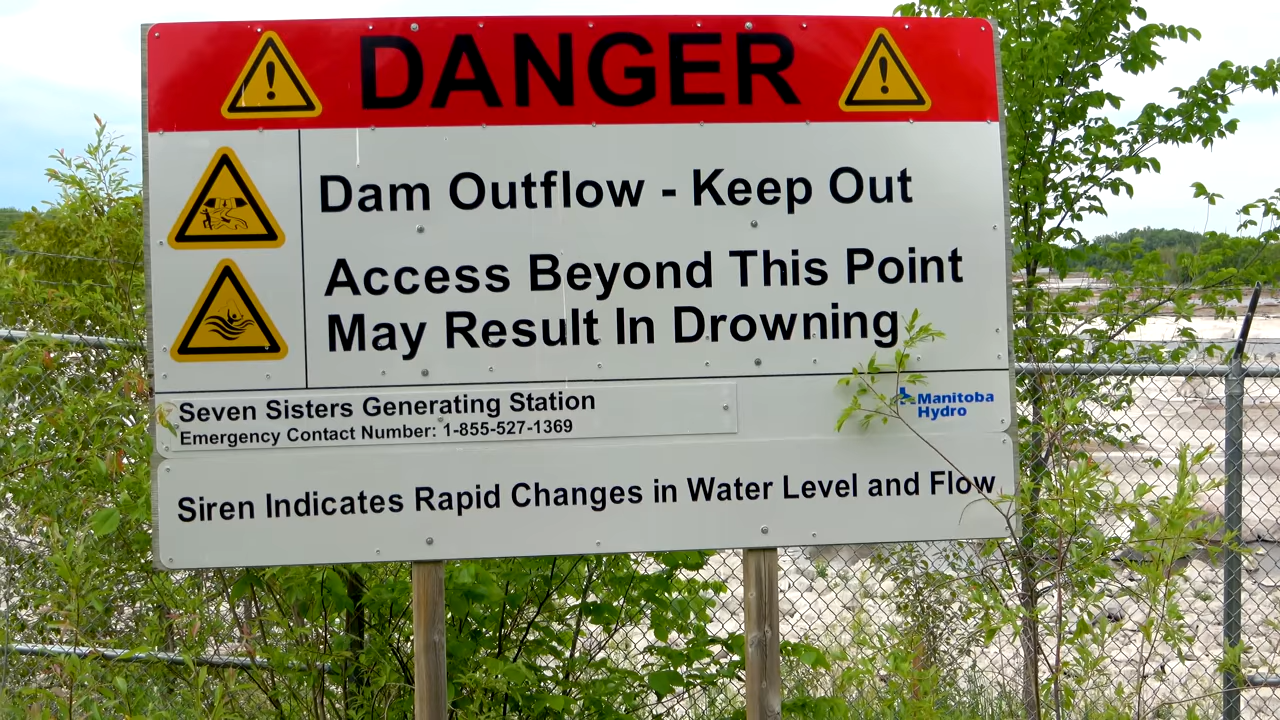 DANGER
Dam Outflow - Keep Out
Access Beyond This Point
May Result In Drowning
Seven Sisters Generating Station
Emergency Contact Number: 1-855-527-1369
Manitoba
Hydro
Siren Indicates Rapid Changes in Water Level and Flow